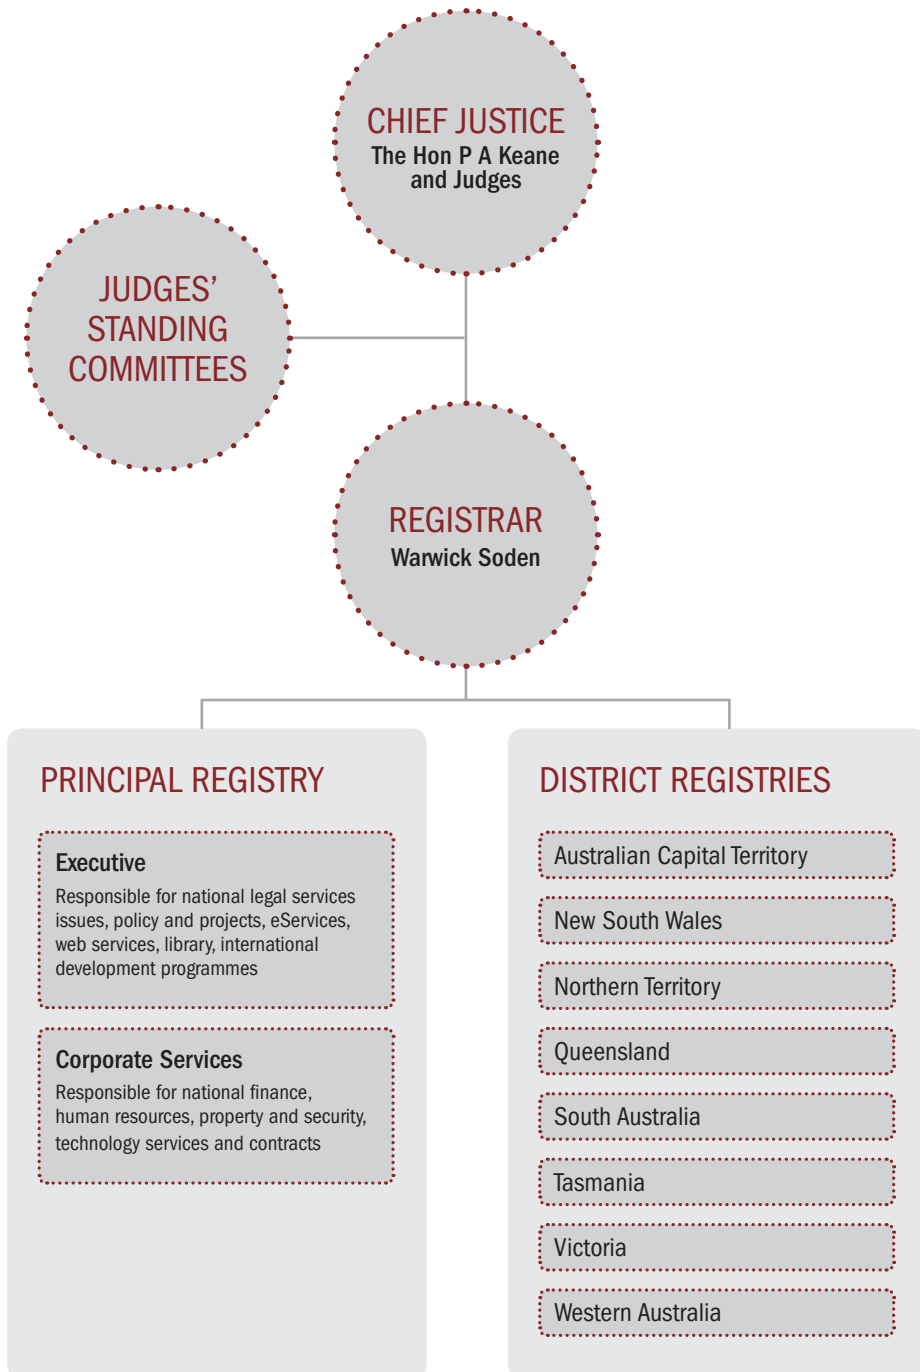 CHIEF JUSTICE
The Hon P A Keane
and Judges
JUDGES’
STANDING
COMMITTEES
REGISTRAR
Warwick Soden
PRINCIPAL REGISTRY
Executive
Responsible for national legal services
issues, policy and projects, eServices,
web services, library, international
development programmes
Corporate Services
Responsible for national finance,
human resources, property and security,
technology services and contracts
DISTRICT REGISTRIES
Australian Capital Territory
New South Wales
Northern Territory
Queensland
South Australia
Tasmania
Victoria
Western Australia